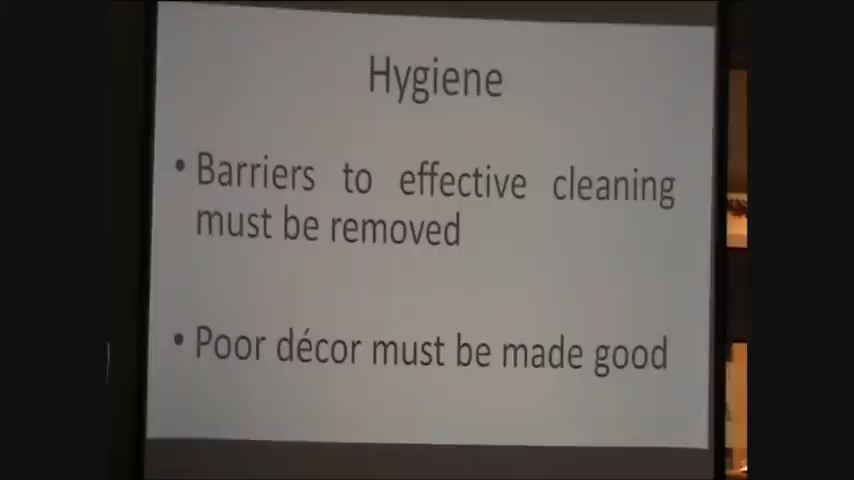 Hygiene
• Barriers to effective cleaning
must be removed
• Poor décor must be made good